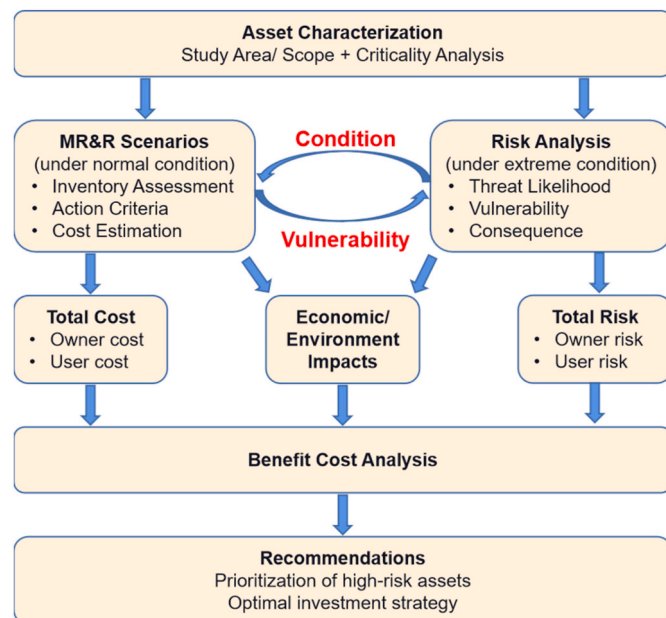 Asset Characterization
Study Area/ Scope + Criticality Analysis
MR&R Scenarios
(under normal condition)
• Inventory Assessment
• Action Criteria
• Cost Estimation
Condition
Vulnerability
Risk Analysis
(under extreme condition)
• Threat Likelihood
• Vulnerability
• Consequence
Total Cost
• Owner cost
• User cost
Economic/
Environment
Impacts
Total Risk
• Owner risk
• User risk
Benefit Cost Analysis
Recommendations
Prioritization of high-risk assets
Optimal investment strategy